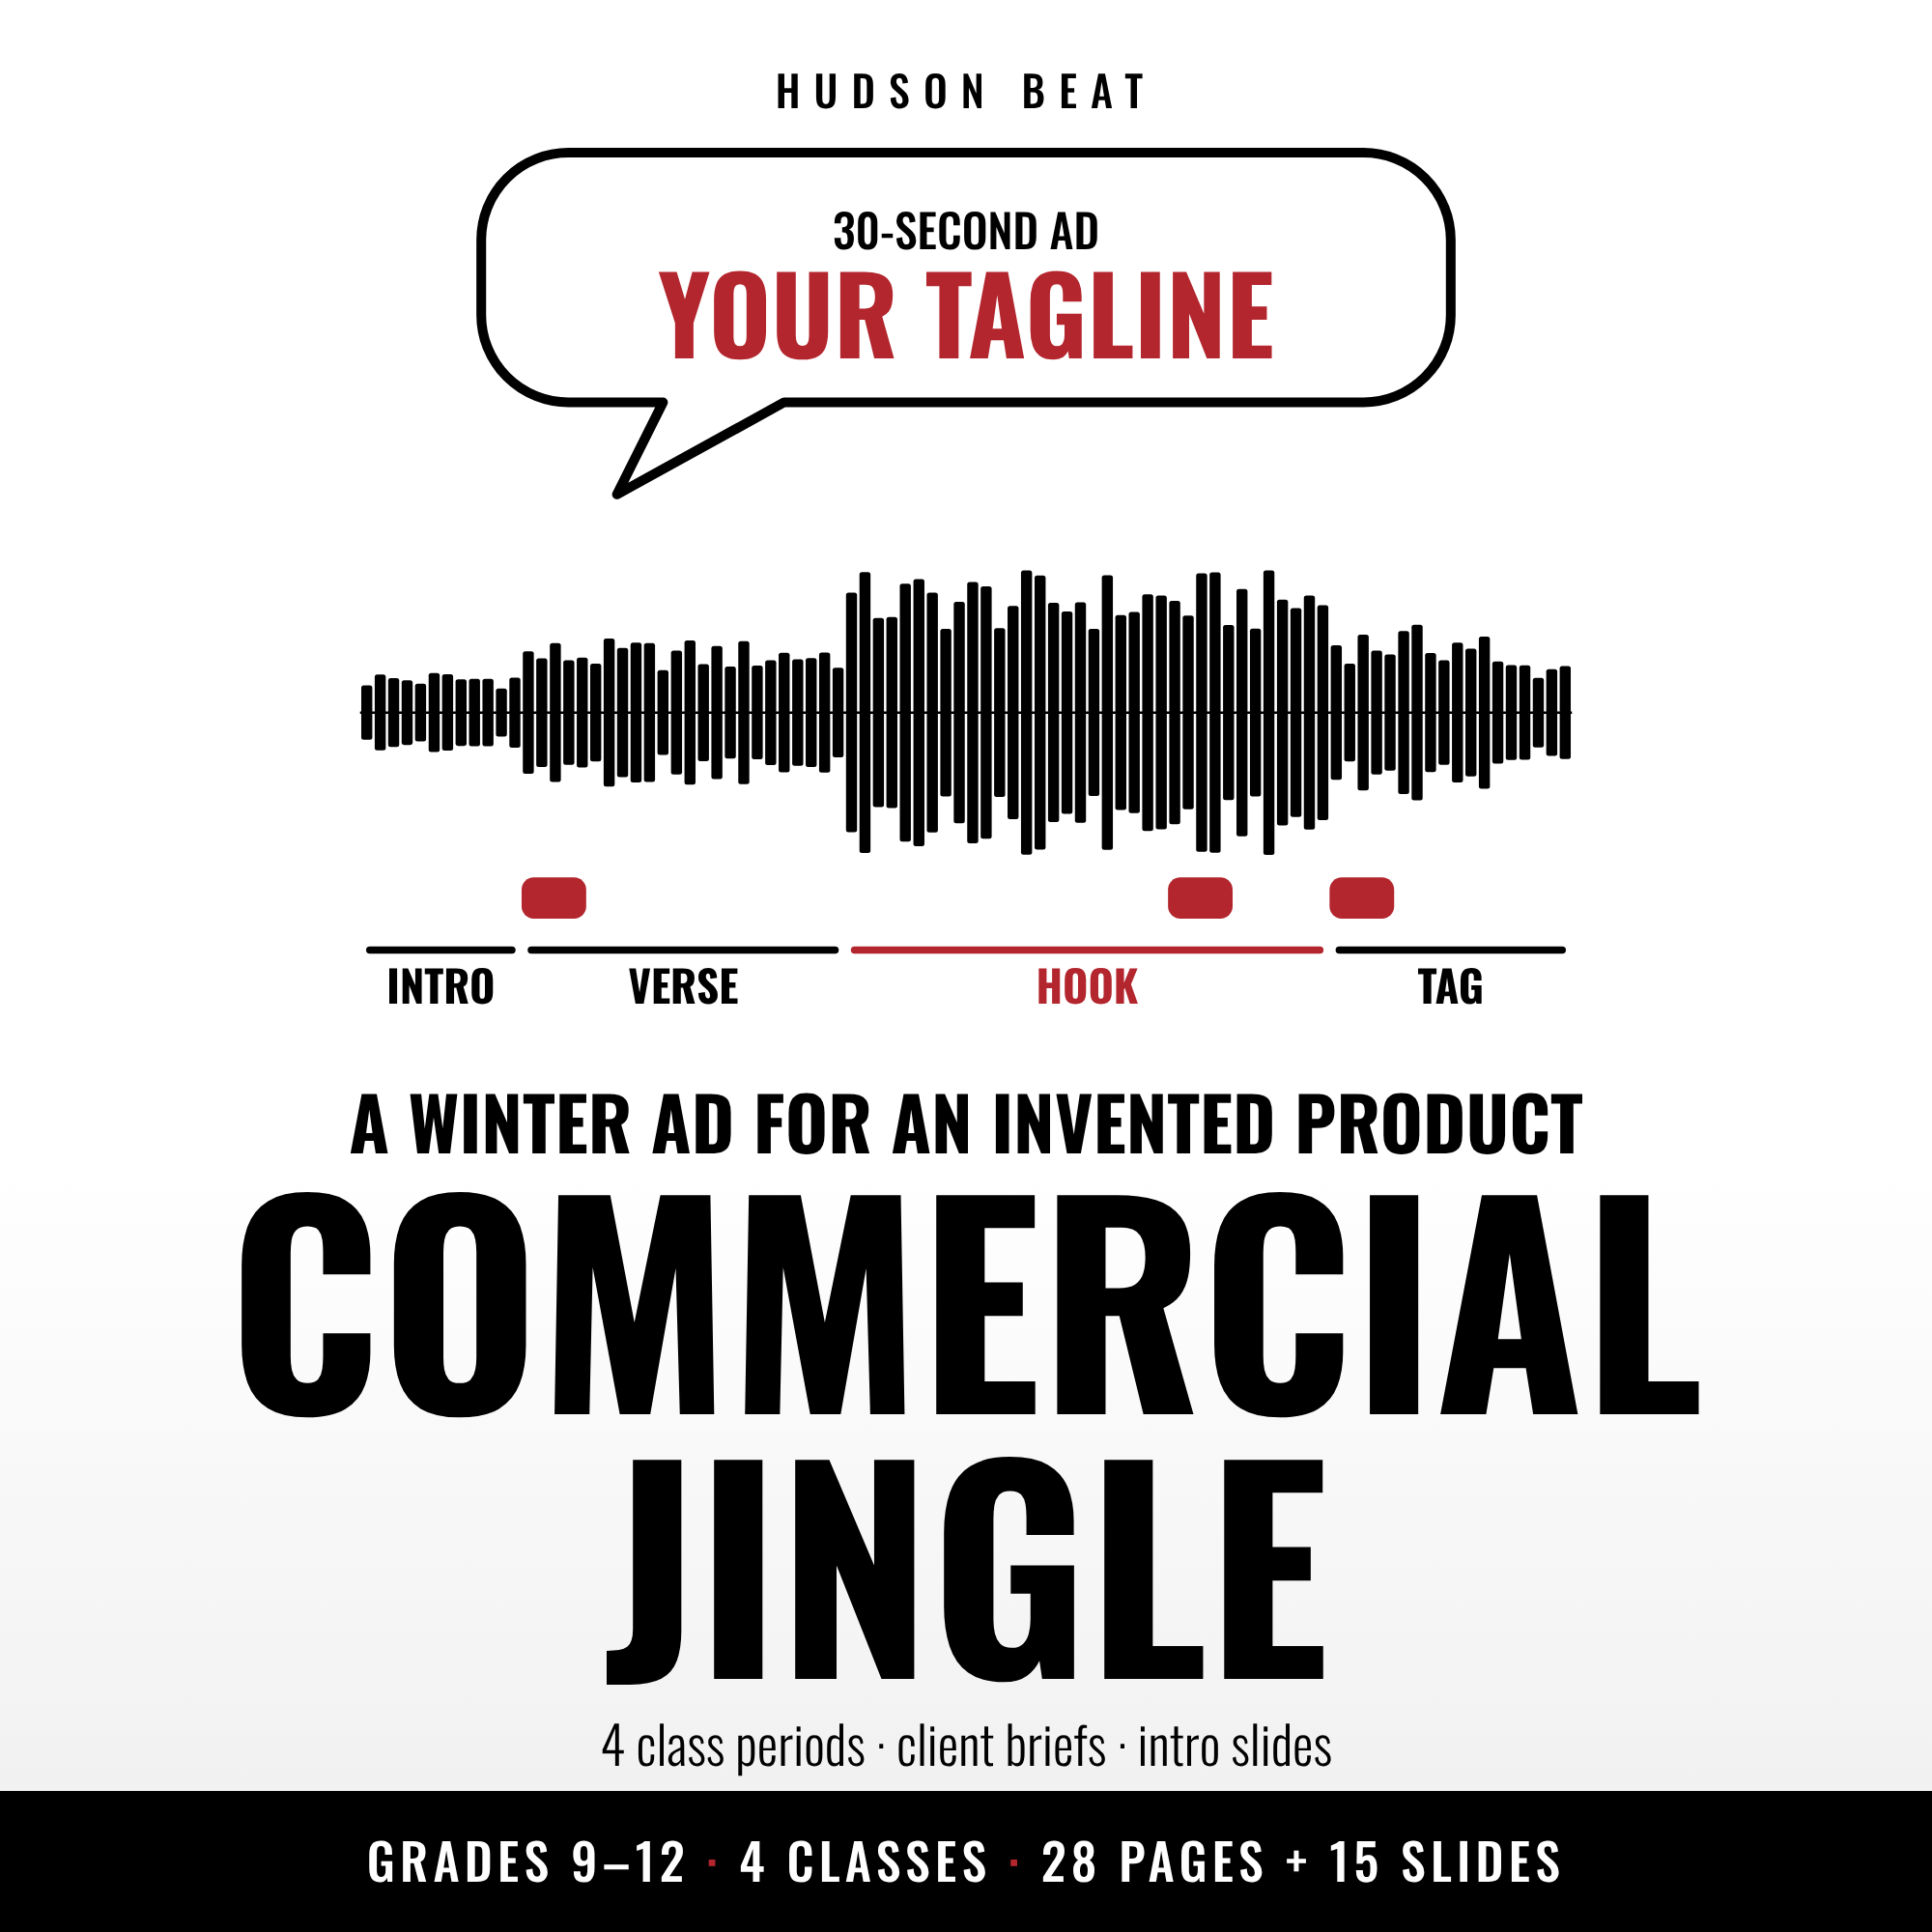 HUDSON BEAT
30-SECOND AD
YOUR TAGLINE
INTRO VERSE HOOK TAG
A WINTER AD FOR AN INVENTED PRODUCT
COMMERCIAL
JINGLE
4 class periods · client briefs · intro slides
GRADES 9–12 · 4 CLASSES · 28 PAGES + 15 SLIDES